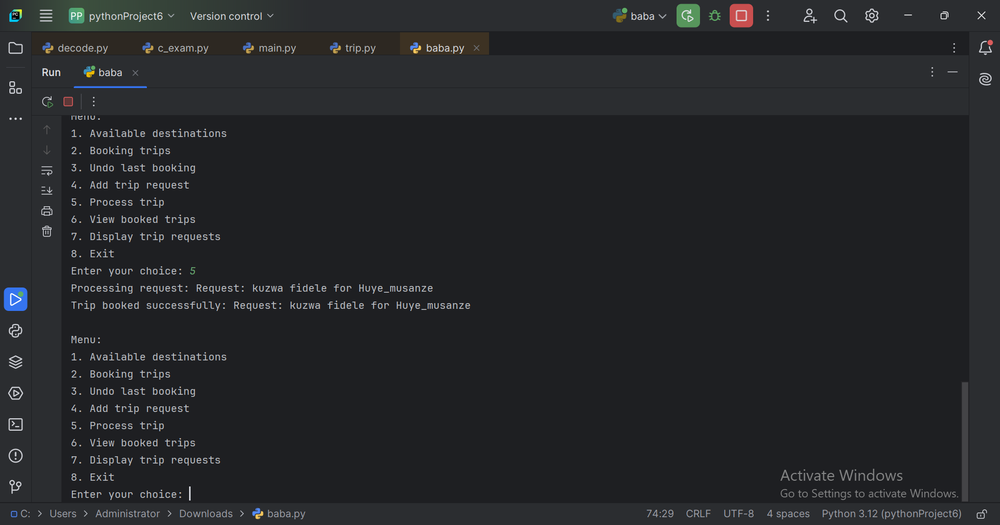 PC
PP pythonProject6 Version control baba
decode.py c_exam.py main.py trip.py baba.py
Run baba
Menu:
1. Available destinations
2. Booking trips
3. Undo last booking
4. Add trip request
5. Process trip
6. View booked trips
7. Display trip requests
8. Exit
Enter your choice: 5
Processing request: Request: kuzwa fidele for Huye_musanze
Trip booked successfully: Request: kuzwa fidele for Huye_musanze
Menu:
1. Available destinations
2. Booking trips
3. Undo last booking
4. Add trip request
5. Process trip
6. View booked trips
7. Display trip requests
8. Exit
Enter your choice:
Activate Windows
Go to Settings to activate Windows.
C: > Users > Administrator > Downloads > baba.py 74:29 CRLF UTF-8 4 spaces Python 3.12 (pythonProject6)